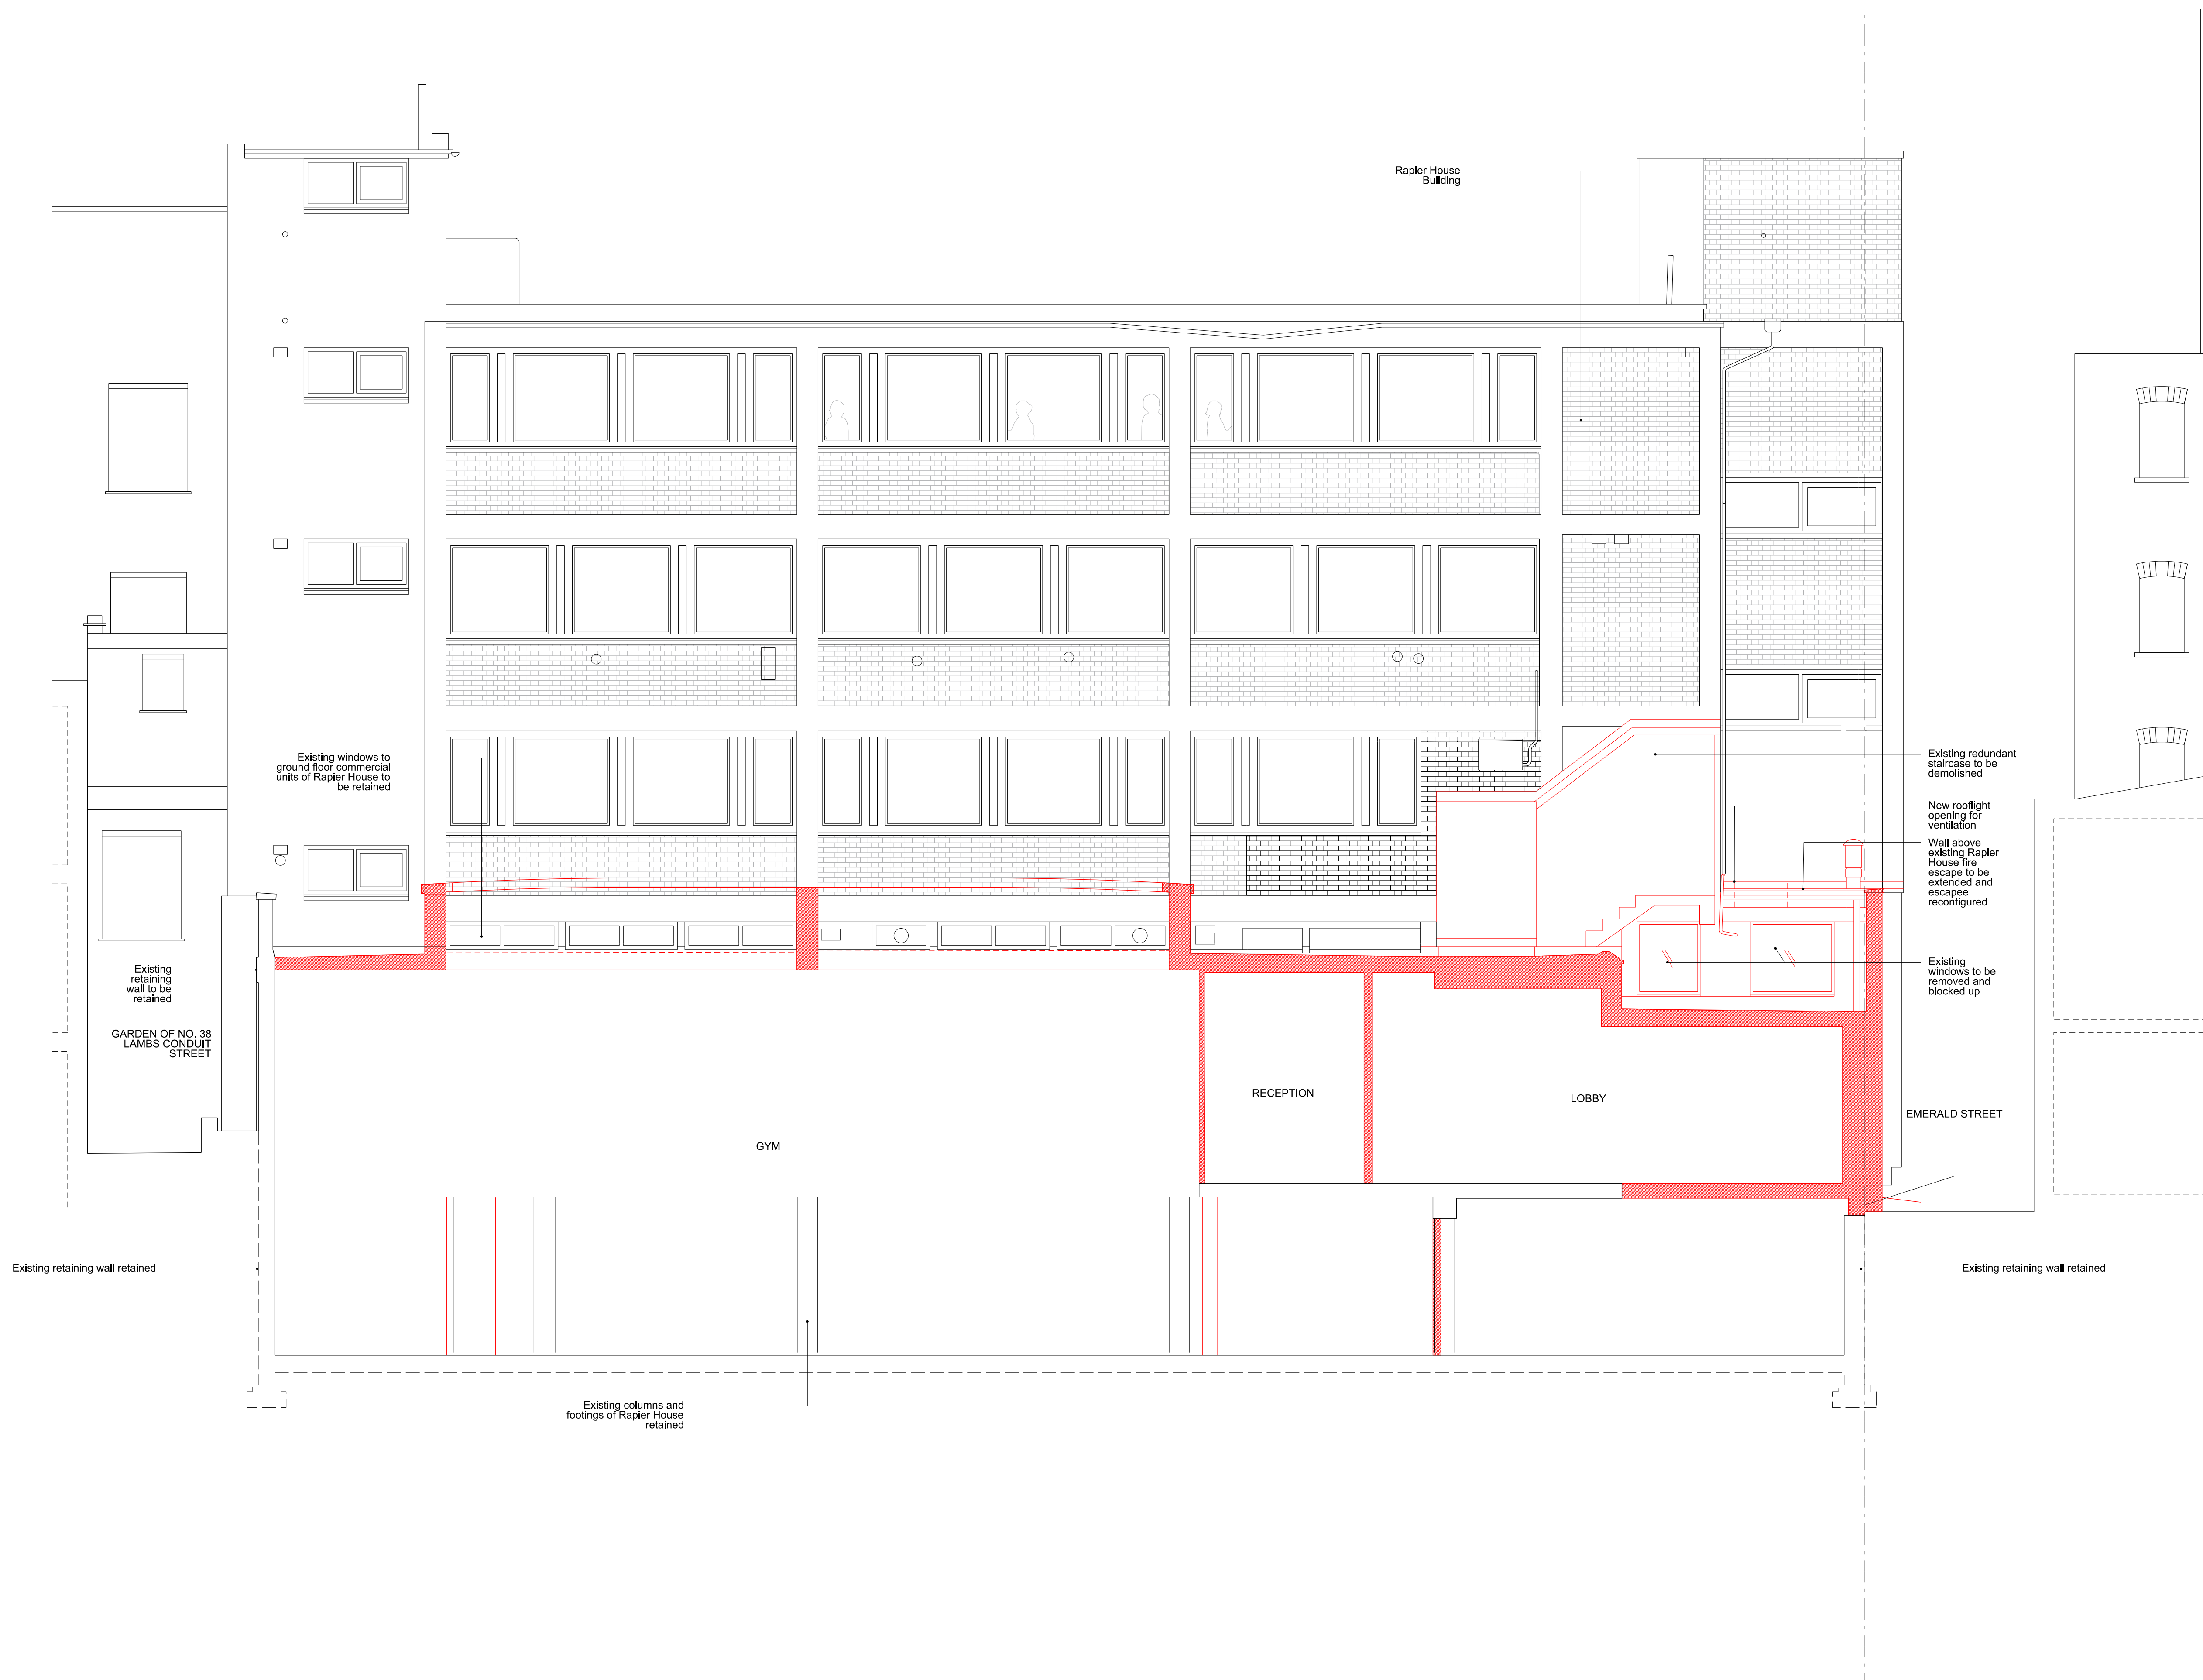 Rapier House
Building
Existing windows to
ground floor commercial
units of Rapier House to
be retained
Existing redundant
staircase to be
demolished
New rooflight
opening for
ventilation
Wall above
existing Rapier
House fire
escape to be
extended and
escapee
reconfigured
Existing
retaining
wall to be
retained
Existing
windows to be
removed and
blocked up
GARDEN OF NO. 38
LAMBS CONDUIT
STREET
RECEPTION
LOBBY
EMERALD STREET
GYM
Existing retaining wall retained
Existing retaining wall retained
Existing columns and
footings of Rapier House
retained